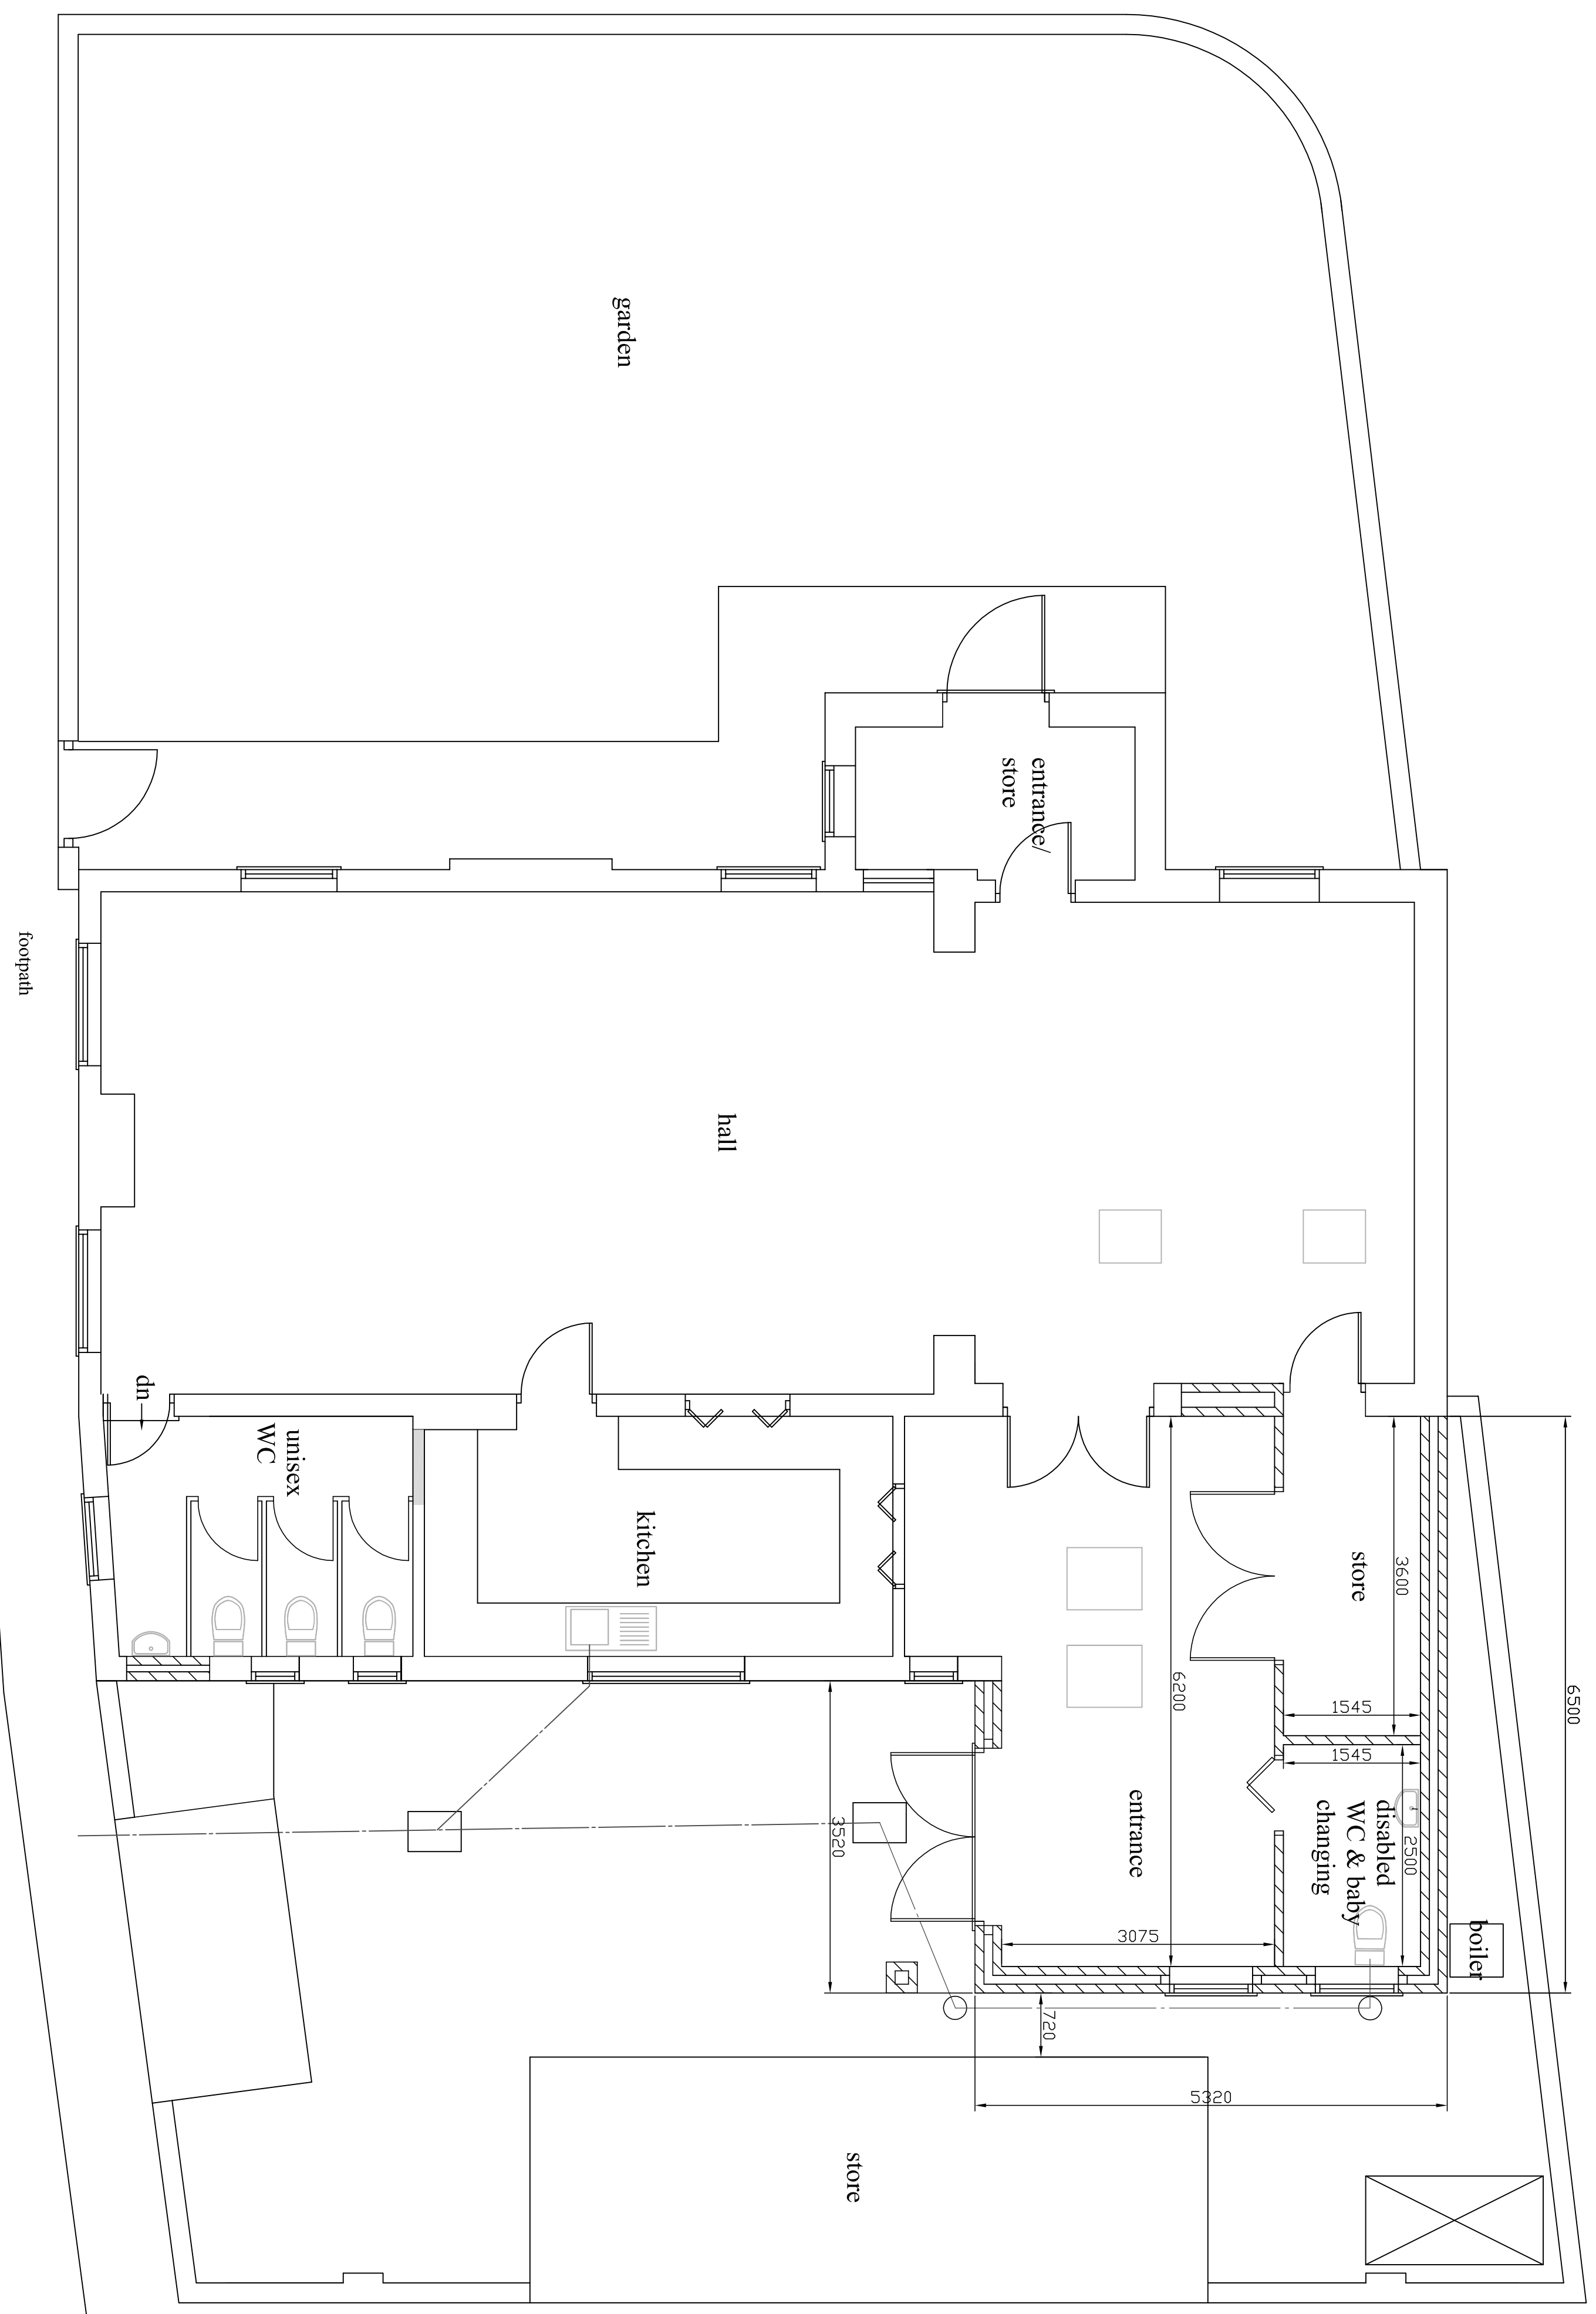 garden
entrance/
store
footpath
hall
dn
unisex
WC
kitchen
store
3600
1545
6500
6200
1545
disabled
WC & baby
changing
2500
entrance
3520
3075
boiler
720
5320
store